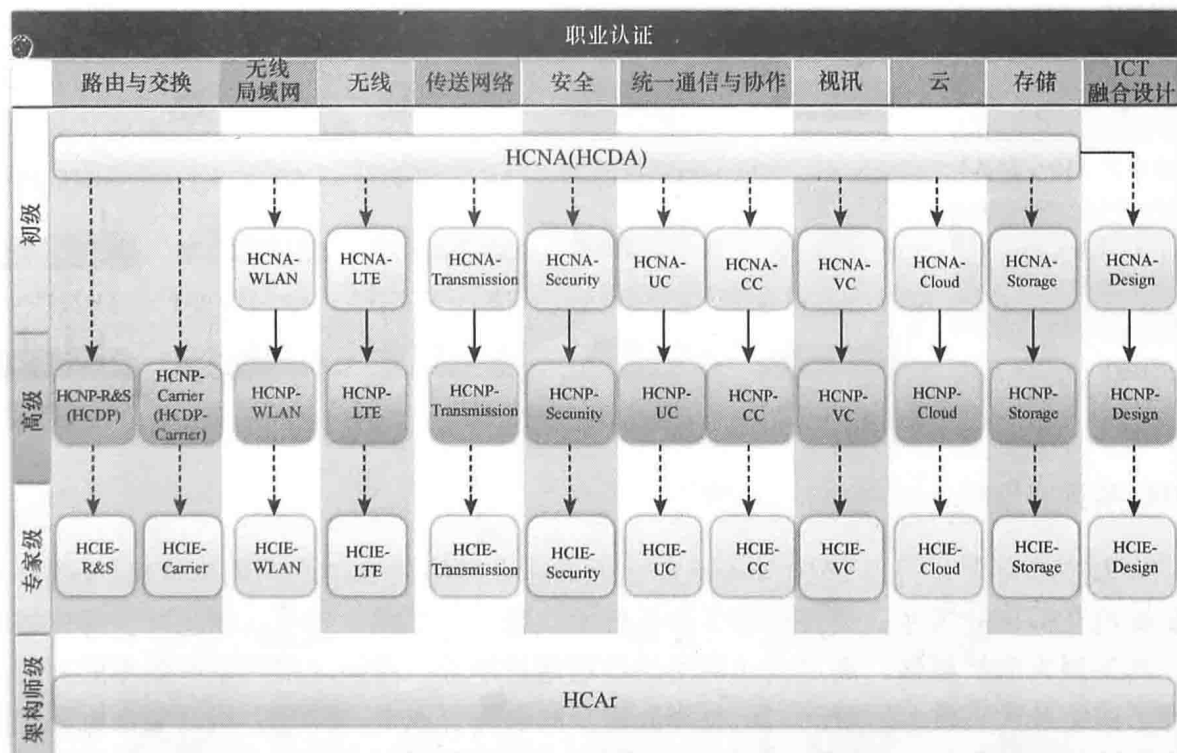 职业认证
路由与交换
无线
局域网
无线
传送网络
安全
统一通信与协作
视讯
云
存储
ICT
融合设计
初级
HCNA(HCDA)
HCNA-
WLAN
HCNA-
LTE
HCNA-
Transmission
HCNA-
Security
HCNA-
UC
HCNA-
CC
HCNA-
VC
HCNA-
Cloud
HCNA-
Storage
HCNA-
Design
高级
HCNP-R&S
(HCDP)
HCNP-
Carrier
(HCDP-
Carrier)
HCNP-
WLAN
HCNP-
LTE
HCNP-
Transmission
HCNP-
Security
HCNP-
UC
HCNP-
CC
HCNP-
VC
HCNP-
Cloud
HCNP-
Storage
HCNP-
Design
专家级
HCIE-
R&S
HCIE-
Carrier
HCIE-
WLAN
HCIE-
LTE
HCIE-
Transmission
HCIE-
Security
HCIE-
UC
HCIE-
CC
HCIE-
VC
HCIE-
Cloud
HCIE-
Storage
HCIE-
Design
架构师级
HCAr